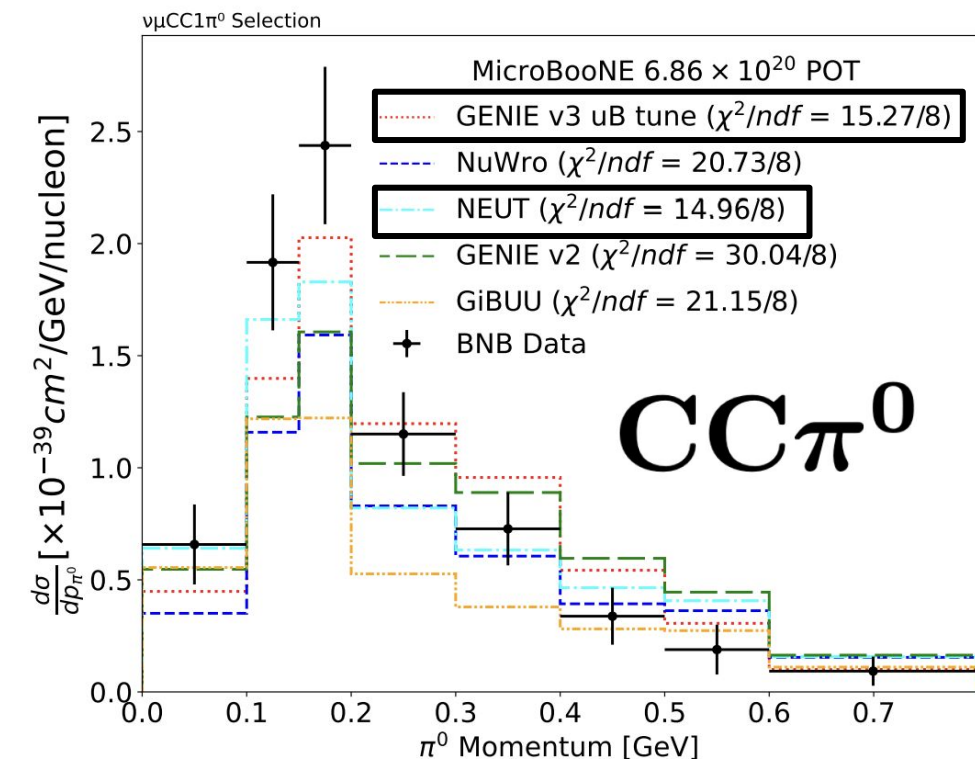 νμCC1π⁰ Selection
MicroBooNE 6.86 × 10²⁰ POT
GENIE v3 uB tune (χ²/ndf = 15.27/8)
NuWro (χ²/ndf = 20.73/8)
NEUT (χ²/ndf = 14.96/8)
GENIE v2 (χ²/ndf = 30.04/8)
GiBUU (χ²/ndf = 21.15/8)
BNB Data
CCπ⁰
dσ/dp_π⁰ [×10⁻³⁹cm²/GeV/nucleon]
2.5
2.0
1.5
1.0
0.5
0.0
0.0 0.1 0.2 0.3 0.4 0.5 0.6 0.7
π⁰ Momentum [GeV]